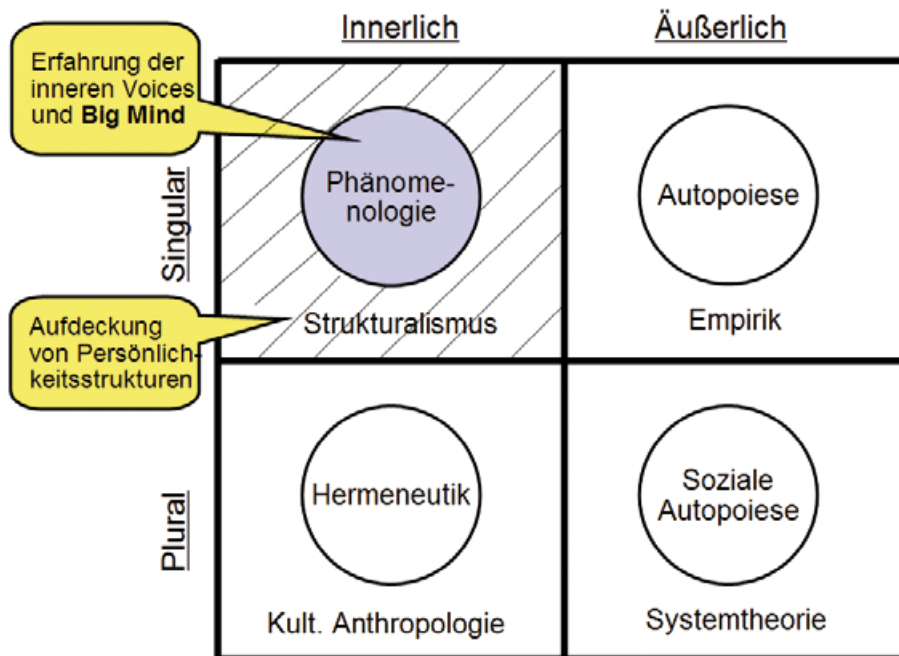 Innerlich
Äußerlich
Erfahrung der
inneren Voices
und Big Mind
Singular
Phänome-
nologie
Autopoiese
Aufdeckung
von Persönlich-
keitsstrukturen
Strukturalismus
Empirik
Plural
Hermeneutik
Soziale
Autopoiese
Kult. Anthropologie
Systemtheorie